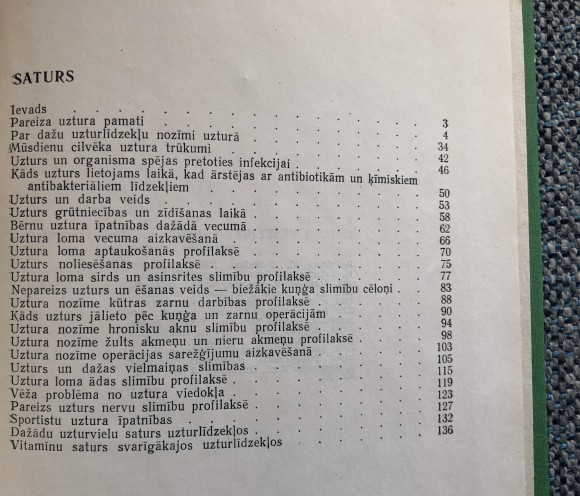 SATURS
Ievads . . . . . . . . . . 3
Pareiza uztura pamati . . . . . . . . 4
Par dažu uzturlīdzekļu nozīmi uzturā . . . . . . 34
Mūsdienu cilvēka uztura trūkumi . . . . . . 42
Uzturs un organisma spējas pretoties infekcijai . . . . 46
Kāds uzturs lietojams laikā, kad ārstējas ar antibiotikām un ķīmiskiem
antibakteriāliem līdzekļiem . . . . . . 50
Uzturs un darba veids . . . . . . . . 53
Uzturs grūtniecības un zīdīšanas laikā . . . . . . 58
Bērnu uztura īpatnības dažādā vecumā . . . . . . 62
Uztura loma vecuma aizkavēšanā . . . . . . 66
Uztura loma aptaukošanās profilaksē . . . . . . 70
Uzturs noliesēšanas profilaksē . . . . . . 75
Uztura loma sirds un asinsrites slimību profilaksē . . . . 77
Nepareizs uzturs un ēšanas veids — biežākie kuņģa slimību cēloņi . . 83
Uztura nozīme kūtras zarnu darbības profilaksē . . . . 88
Kāds uzturs jālieto pēc kuņģa un zarnu operācijām . . . . 90
Uztura nozīme hronisku aknu slimību profilaksē . . . . 94
Uztura nozīme žults akmeņu un nieru akmeņu profilaksē . . . 98
Uztura nozīme operācijas sarežģījumu aizkavēšanā . . . . 103
Uzturs un dažas vielmaiņas slimības . . . . . . 105
Uztura loma ādas slimību profilaksē . . . . . . 115
Vēža problēma no uztura viedokļa . . . . . . 119
Pareizs uzturs nervu slimību profilaksē . . . . . . 123
Sportistu uztura īpatnības . . . . . . . 127
Dažādu uzturvielu saturs uzturlīdzekļos . . . . . . 132
Vitamīnu saturs svarīgākajos uzturlīdzekļos . . . . . 136